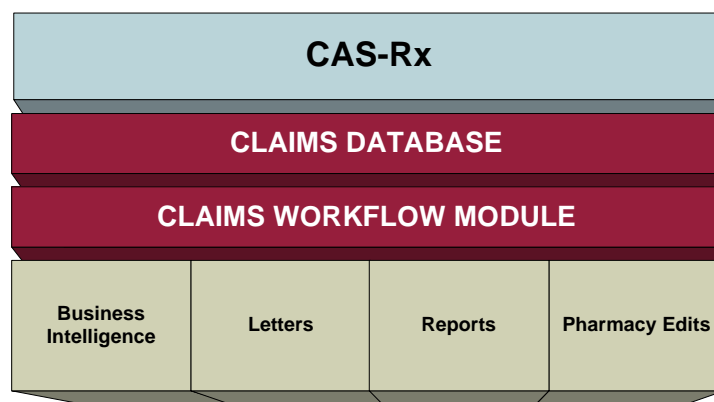 CAS-Rx
CLAIMS DATABASE
CLAIMS WORKFLOW MODULE
Business
Intelligence
Letters
Reports
Pharmacy Edits